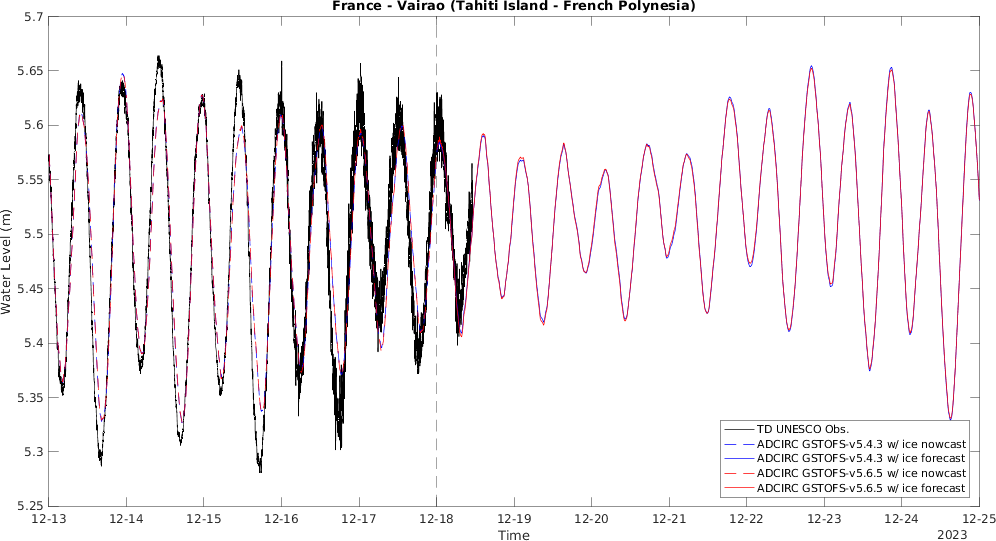 France - Vairao (Tahiti Island - French Polynesia)
5.7
5.65
5.6
5.55
5.5
5.45
5.4
5.35
5.3
5.25
Water Level (m)
TD UNESCO Obs.
ADCIRC GSTOFS-v5.4.3 w/ ice nowcast
ADCIRC GSTOFS-v5.4.3 w/ ice forecast
ADCIRC GSTOFS-v5.6.5 w/ ice nowcast
ADCIRC GSTOFS-v5.6.5 w/ ice forecast
12-13 12-14 12-15 12-16 12-17 12-18 12-19 12-20 12-21 12-22 12-23 12-24 12-25
Time
2023